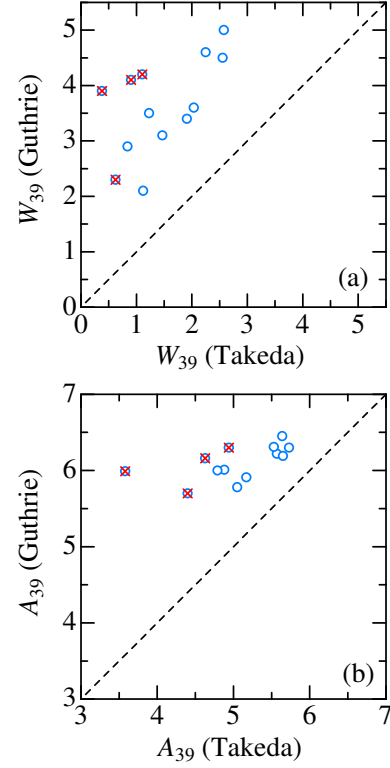 5
4
3
2
1
0
W39 (Guthrie)
(a)
0 1 2 3 4 5
W39 (Takeda)
7
6
5
4
3
A39 (Guthrie)
(b)
3 4 5 6 7
A39 (Takeda)